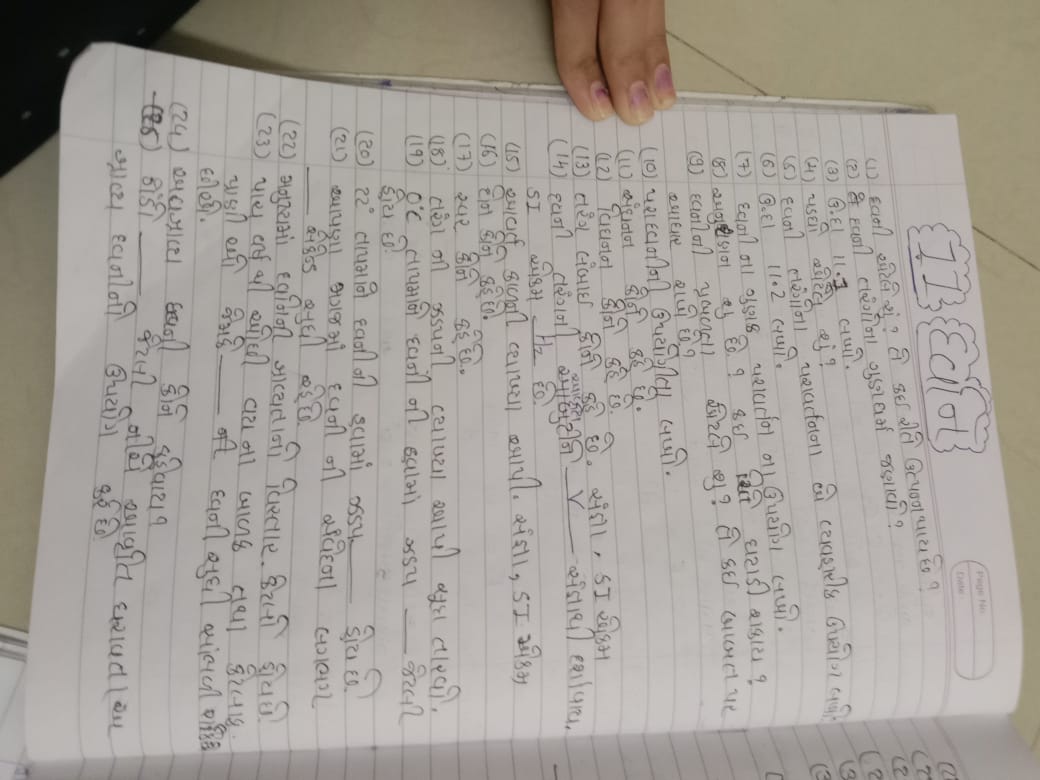 Page No.
Date
11 ધ્વનિ
(1) ધ્વની એટલે શું? તે કઇ રીતે ઉત્પન્ન થાય છે?
(2) ધ્વની તરંગોના ગુણધર્મ જણાવો?
(3) ઉ.દા 11.1 લખો.
(4) પડઘો એટલે શું?
(5) ધ્વની તરંગોના પરાવર્તનના બે વ્યવહારીક ઉપયોગ લખો.
(6) ઉ.દા 11.2 લખો.
(7) ધ્વની ના ગુણક પરાવર્તન ના ઉપયોગ લખો.
(8) અનુરણન શું છે? કઇ રીતે ઘટાડી શકાય?
(9) ધ્વનીની પ્રબળતા એટલે શું? તે કઇ બાબત પર
આધાર રાખે છે?
(10) પરાધ્વનીની ઉપયોગીતા લખો.
(11) સંઘનન કોને કહે છે.
(12) વિઘનન કોને કહે છે.
(13) તરંગ લંબાઇ કોને કહે છે. સંજ્ઞા, SI એકમ
(14) ધ્વની તરંગની આવૃત્તિને V સંજ્ઞાથી દર્શાવાય.
SI એકમ Hz છે.
(15) આવર્ત કાળની વ્યાખ્યા આપો. સંજ્ઞા, SI એકમ
(16) ટોન કોને કહે છે.
(17) સ્વર કોને કહે છે.
(18) તરંગ ની ઝડપની વ્યાખ્યા આપી સૂત્ર તારવો.
(19) 0°C તાપમાને ધ્વની ની હવામાં ઝડપ ___ જેટલી
હોય છે.
(20) 22° તાપમાને ધ્વનીની હવામાં ઝડપ ___ હોય છે.
(21) આપણા મગજમાં ધ્વની ની સંવેદના લગભગ
___ સેકેન્ડ સુધી રહે છે.
(22) મનુષ્યમાં ધ્વનિની શ્રાવ્યતાનો વિસ્તાર કેટલો હોય છે.
(23) પાંચ વર્ષ થી ઓછી વય ના બાળક તથા કેટલાક
પ્રાણીઓ જેમકે ___ ની ધ્વની સુધી સાંભળી શકે છે
(24) અવશ્રાવ્ય ધ્વની કોને કહેવાય?
(25) ___ જેટલી નીચી આવૃતિ ધરાવતા અવ
શ્રાવ્ય ધ્વનીનો ઉપયોગ કરે છે